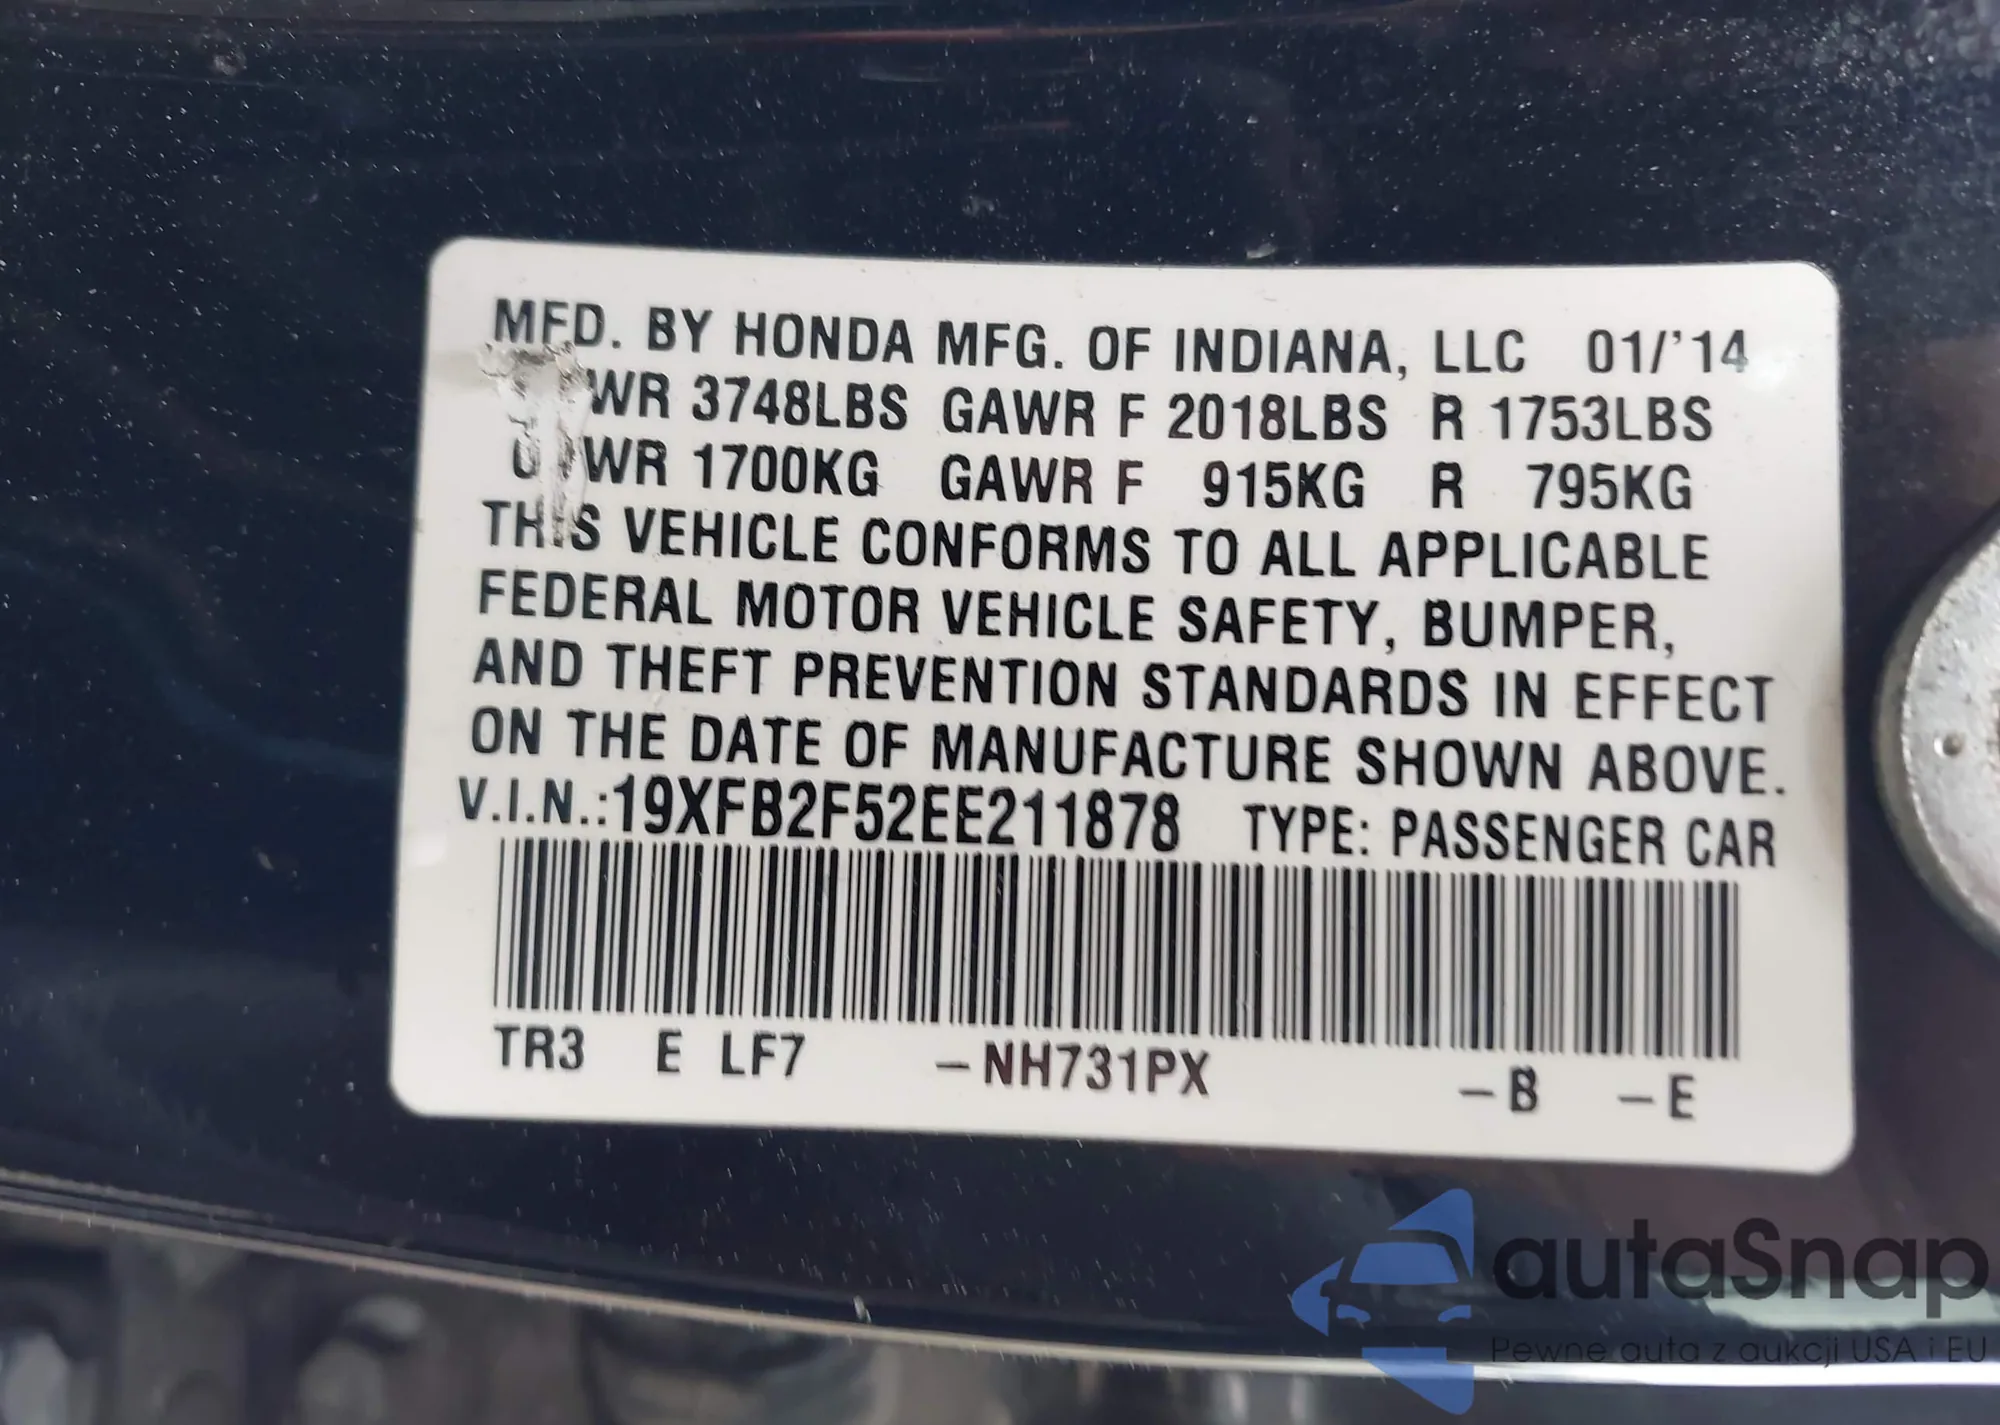 MFD. BY HONDA MFG. OF INDIANA, LLC 01/'14
WR 3748LBS GAWR F 2018LBS R 1753LBS
WR 1700KG GAWR F 915KG R 795KG
THIS VEHICLE CONFORMS TO ALL APPLICABLE
FEDERAL MOTOR VEHICLE SAFETY, BUMPER,
AND THEFT PREVENTION STANDARDS IN EFFECT
ON THE DATE OF MANUFACTURE SHOWN ABOVE.
V.I.N.:19XFB2F52EE211878 TYPE: PASSENGER CAR
TR3 E LF7 –NH731PX –B –E
autaSnap
Pewne auta z aukcji USA i EU